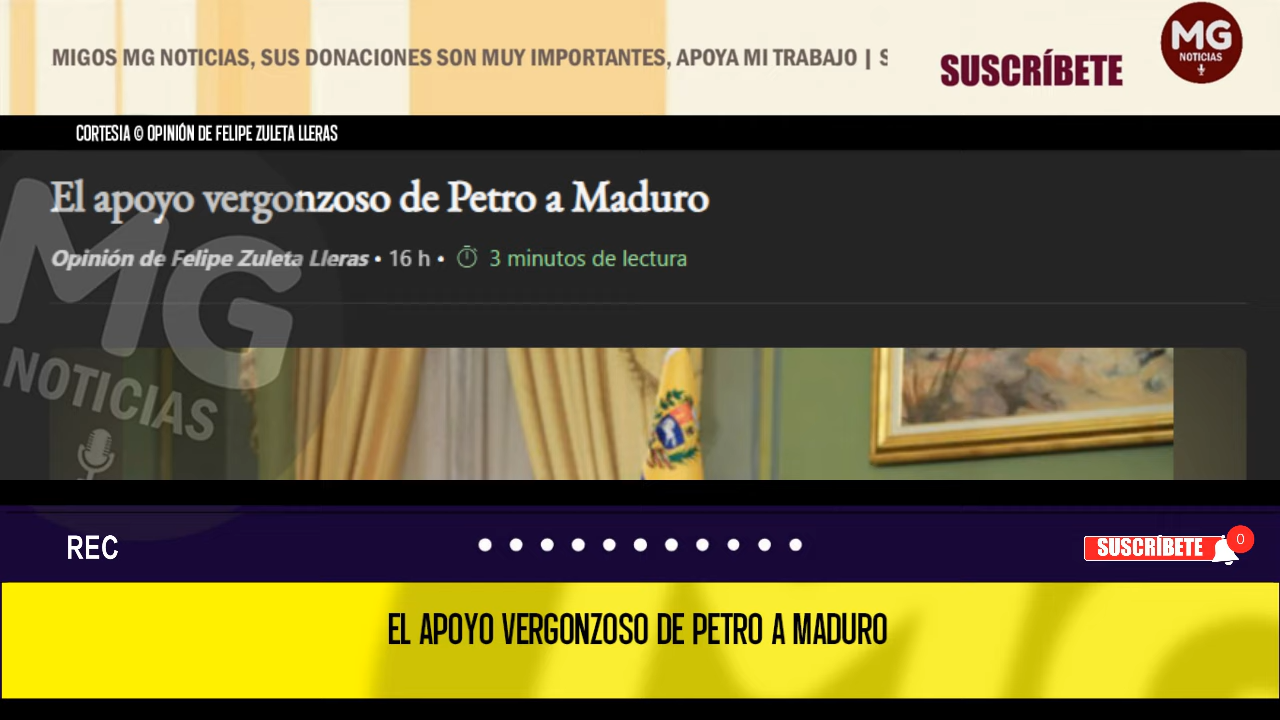 MIGOS MG NOTICIAS, SUS DONACIONES SON MUY IMPORTANTES, APOYA MI TRABAJO | S
SUSCRÍBETE
MG
NOTICIAS
CORTESIA © OPINIÓN DE FELIPE ZULETA LLERAS
El apoyo vergonzoso de Petro a Maduro
Opinión de Felipe Zuleta Lleras • 16 h • 3 minutos de lectura
MG
NOTICIAS
REC
SUSCRÍBETE
0
EL APOYO VERGONZOSO DE PETRO A MADURO